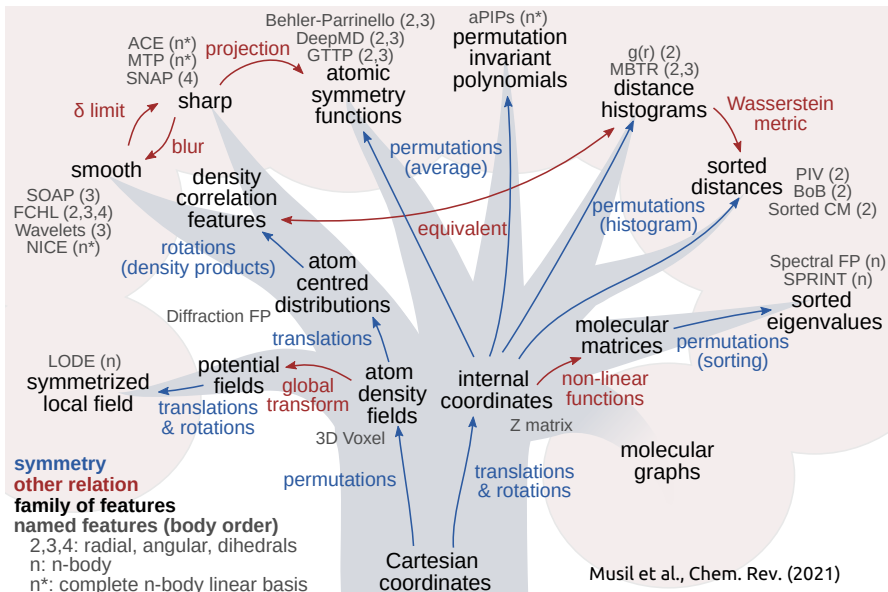 ACE (n*)
MTP (n*)
SNAP (4)
sharp
projection
Behler-Parrinello (2,3)
DeepMD (2,3)
GTTP (2,3)
atomic
symmetry
functions
aPIPs (n*)
permutation
invariant
polynomials
g(r) (2)
MBTR (2,3)
distance
histograms
Wasserstein
metric
δ limit
blur
smooth
SOAP (3)
FCHL (2,3,4)
Wavelets (3)
NICE (n*)
density
correlation
features
permutations
(average)
sorted
distances
PIV (2)
BoB (2)
Sorted CM (2)
equivalent
permutations
(histogram)
rotations
(density products)
atom
centred
distributions
Diffraction FP
translations
Spectral FP (n)
SPRINT (n)
sorted
eigenvalues
molecular
matrices
permutations
(sorting)
LODE (n)
symmetrized
local field
potential
fields
translations
& rotations
global
transform
atom
density
fields
3D Voxel
internal
coordinates
non-linear
functions
Z matrix
molecular
graphs
permutations
translations
& rotations
Cartesian
coordinates
symmetry
other relation
family of features
named features (body order)
2,3,4: radial, angular, dihedrals
n: n-body
n*: complete n-body linear basis
Musil et al., Chem. Rev. (2021)